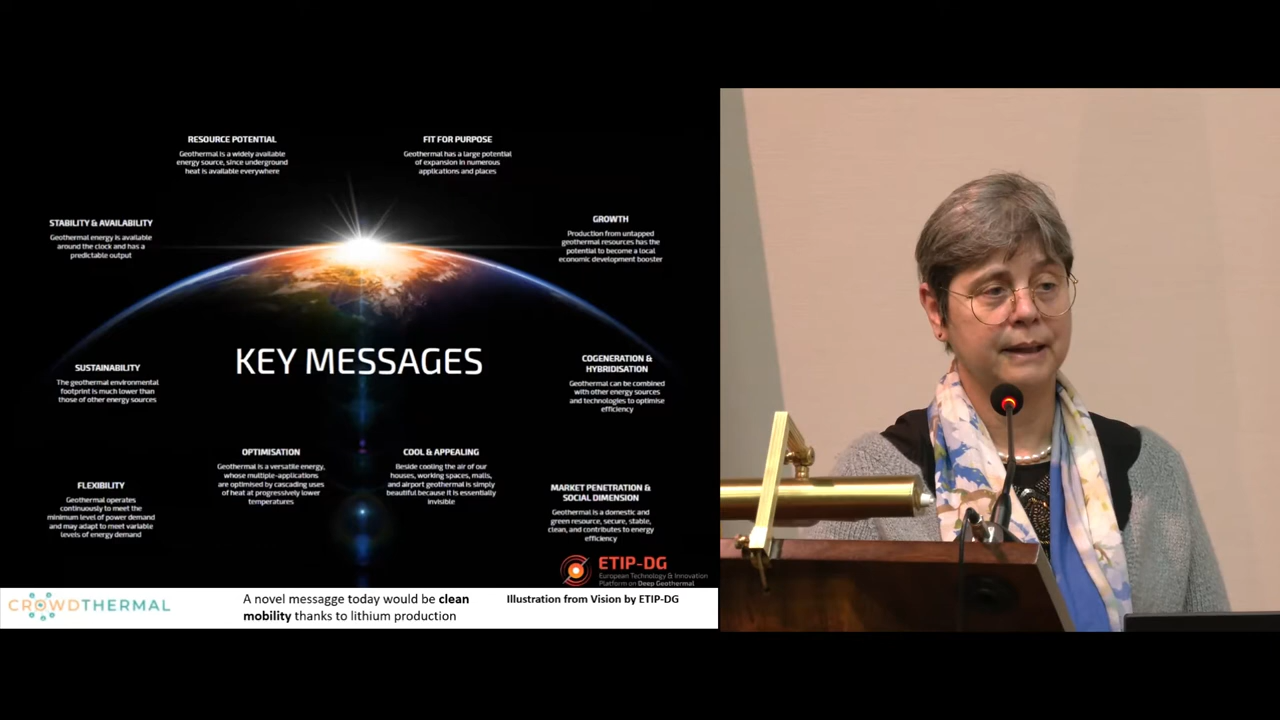 RESOURCE POTENTIAL
Geothermal is a widely available
energy source, since underground
heat is available everywhere
FIT FOR PURPOSE
Geothermal has a large potential
of expansion in numerous
applications and places
STABILITY & AVAILABILITY
Geothermal energy is available
around the clock and has a
predictable output
GROWTH
Production from untapped
geothermal resources has the
potential to become a local
economic development booster
KEY MESSAGES
SUSTAINABILITY
The geothermal environmental
footprint is much lower than
those of other energy sources
COGENERATION &
HYBRIDISATION
Geothermal can be combined
with other energy sources
and technologies to optimise
efficiency
OPTIMISATION
Geothermal is a versatile energy,
whose multiple-applications
are optimised by cascading uses
of heat at progressively lower
temperatures
COOL & APPEALING
Beside cooling the air of our
houses, working spaces, malls,
and airport geothermal is simply
beautiful because it is essentially
invisible
FLEXIBILITY
Geothermal operates
continuously to meet the
minimum level of power demand
and may adapt to meet variable
levels of energy demand
MARKET PENETRATION &
SOCIAL DIMENSION
Geothermal is a domestic and
green resource, secure, stable,
clean, and contributes to energy
efficiency
ETIP-DG
European Technology & Innovation
Platform on Deep Geothermal
CROWDTHERMAL
A novel messagge today would be clean
mobility thanks to lithium production
Illustration from Vision by ETIP-DG